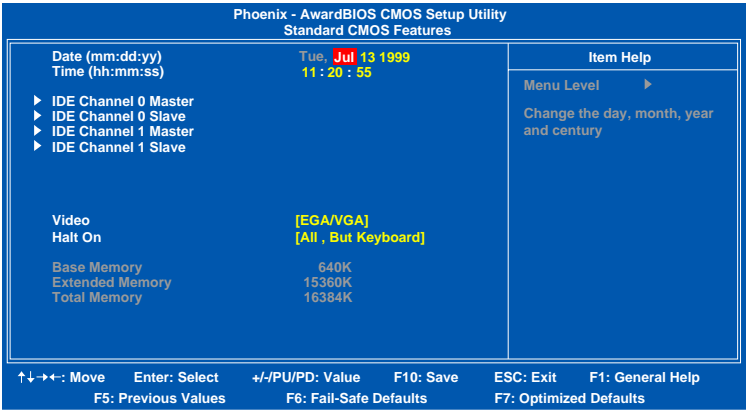 Phoenix - AwardBIOS CMOS Setup Utility
Standard CMOS Features
Date (mm:dd:yy) Tue, Jul 13 1999
Time (hh:mm:ss) 11 : 20 : 55
IDE Channel 0 Master
IDE Channel 0 Slave
IDE Channel 1 Master
IDE Channel 1 Slave
Video [EGA/VGA]
Halt On [All , But Keyboard]
Base Memory 640K
Extended Memory 15360K
Total Memory 16384K
Item Help
Menu Level
Change the day, month, year
and century
↑↓→←: Move Enter: Select +/-/PU/PD: Value F10: Save ESC: Exit F1: General Help
F5: Previous Values F6: Fail-Safe Defaults F7: Optimized Defaults